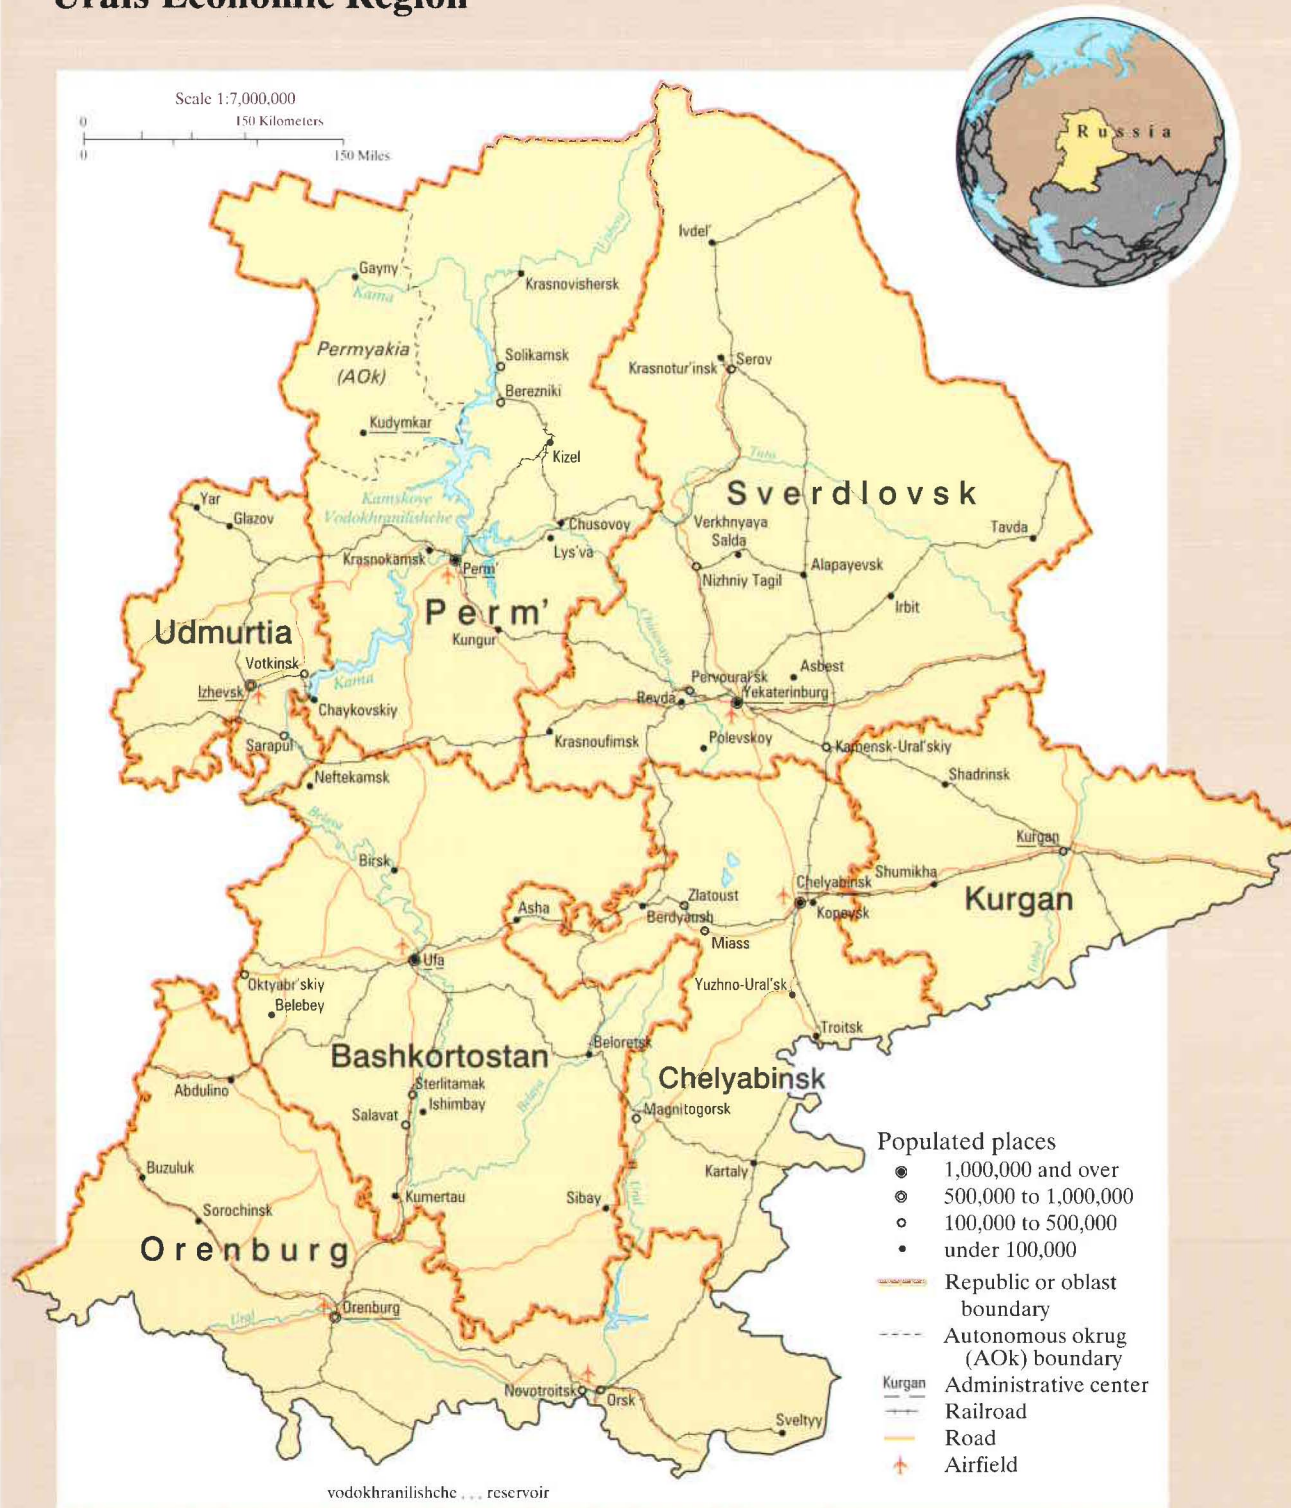 Urals Economic Region
Scale 1:7,000,000
0 150 Kilometers
0 150 Miles
Russia
Ivdel'
Vishera
Gayny
Kama
Krasnovishersk
Permyakia
(AOk)
Solikamsk
Krasnotur'insk
Serov
Berezniki
Kudymkar
Kizel
Tura
Sverdlovsk
Yar
Glazov
Kamskoye
Vodokhranilishche
Chusovoy
Verkhnyaya
Salda
Tavda
Krasnokamsk
Lys'va
Perm'
Nizhniy Tagil
Alapayevsk
Irbit
Perm'
Udmurtia
Kungur
Chusovaya
Votkinsk
Asbest
Pervoural'sk
Izhevsk
Kama
Revda
Yekaterinburg
Chaykovskiy
Sarapul
Krasnoufimsk
Polevskoy
Kamensk-Ural'skiy
Neftekamsk
Shadrinsk
Belaya
Kurgan
Birsk
Shumikha
Chelyabinsk
Zlatoust
Asha
Berdyaush
Kopeysk
Kurgan
Miass
Ufa
Tobol
Oktyabr'skiy
Yuzhno-Ural'sk
Belebey
Troitsk
Beloretsk
Bashkortostan
Chelyabinsk
Abdulino
Sterlitamak
Ishimbay
Belaya
Salavat
Magnitogorsk
Buzuluk
Kartaly
Kumertau
Sibay
Ural
Sorochinsk
Orenburg
Orenburg
Ural
Novotroitsk
Orsk
Sveltyy
Populated places
1,000,000 and over
500,000 to 1,000,000
100,000 to 500,000
under 100,000
Republic or oblast
boundary
Autonomous okrug
(AOk) boundary
Kurgan Administrative center
Railroad
Road
Airfield
vodokhranilishche ... reservoir